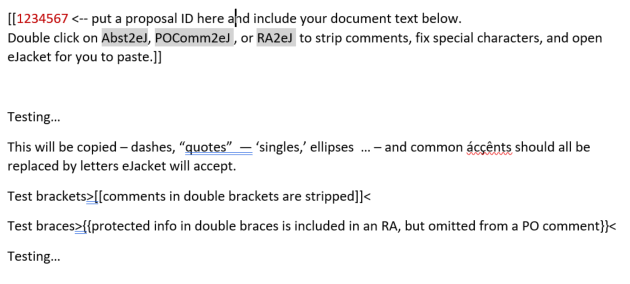 [[1234567 <-- put a proposal ID here and include your document text below.
Double click on Abst2eJ, POComm2eJ , or RA2eJ to strip comments, fix special characters, and open
eJacket for you to paste.]]
Testing...
This will be copied – dashes, “quotes” — ‘singles,’ ellipses … – and common áççênts should all be
replaced by letters eJacket will accept.
Test brackets>[[comments in double brackets are stripped]]<
Test braces>{{protected info in double braces is included in an RA, but omitted from a PO comment}}<
Testing...